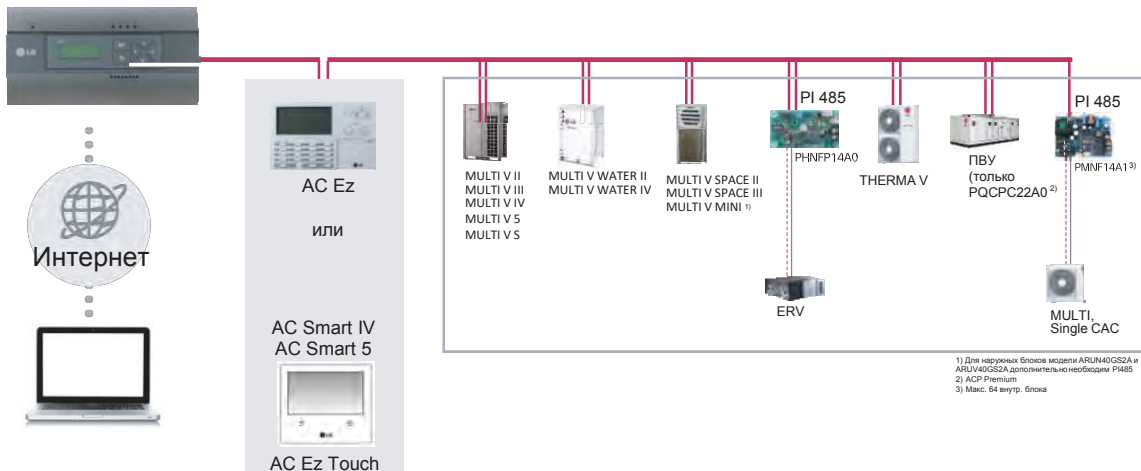 LG
Интернет
AC Ez
или
AC Smart IV
AC Smart 5
LG
AC Ez Touch
MULTI V II
MULTI V III
MULTI V IV
MULTI V 5
MULTI V S
MULTI V WATER II
MULTI V WATER IV
MULTI V SPACE II
MULTI V SPACE III
MULTI V MINI 1)
PI 485
PHNFP14A0
ERV
THERMA V
ПВУ
(только
PQCPC22A0 2)
PI 485
PMNF14A1 3)
MULTI,
Single CAC
1) Для наружных блоков модели ARUN40GS2A и
ARUV40GS2A дополнительно необходим PI485
2) ACP Premium
3) Макс. 64 внутр. блока